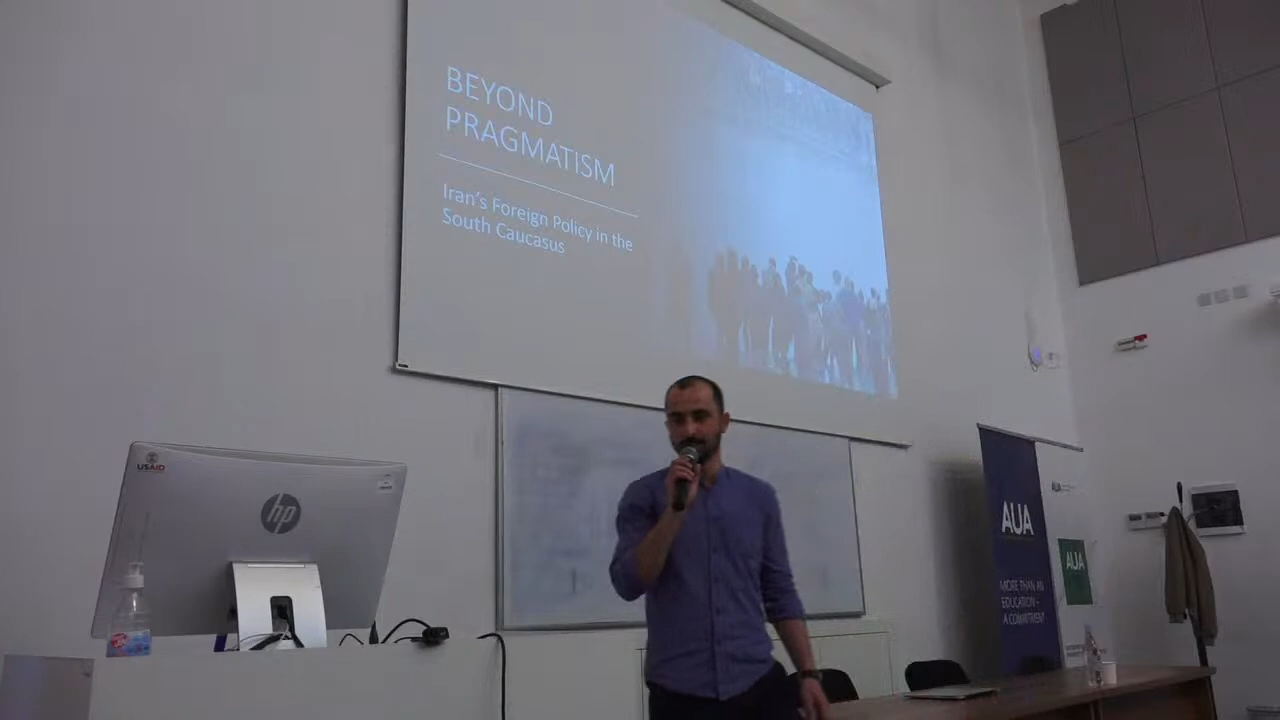 BEYOND
PRAGMATISM
Iran's Foreign Policy in the
South Caucasus
USAID
hp
AUA
MORE THAN AN
EDUCATION –
A COMMITMENT
AUA